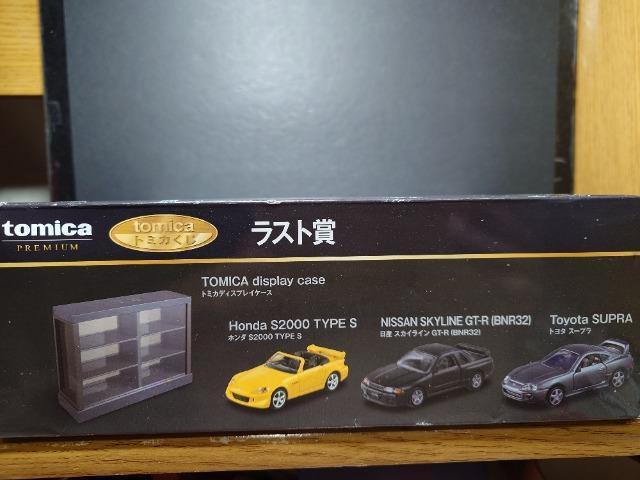 tomica
PREMIUM
tomica
トミカくじ
ラスト賞
TOMICA display case
トミカディスプレイケース
Honda S2000 TYPE S
ホンダ S2000 TYPE S
NISSAN SKYLINE GT-R (BNR32)
日産 スカイライン GT-R (BNR32)
Toyota SUPRA
トヨタ スープラ